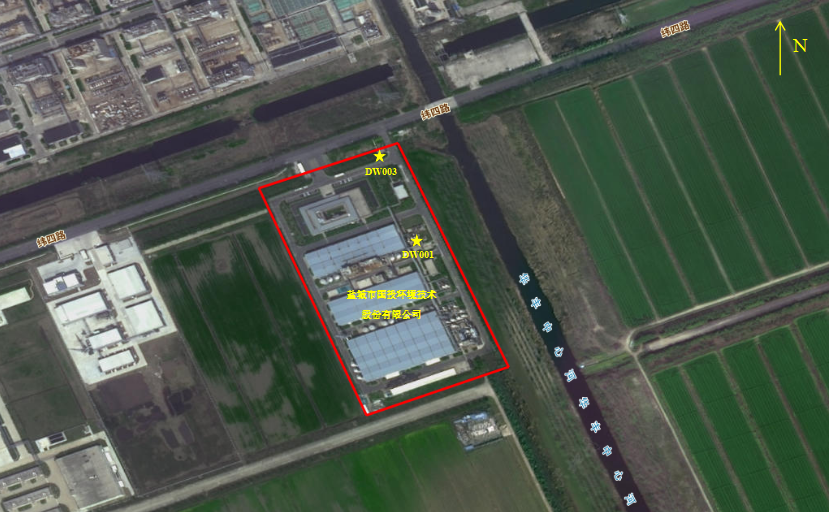 纬四路
N
纬四路
DW003
纬四路
DW001
盐城市国投环境技术
股份有限公司